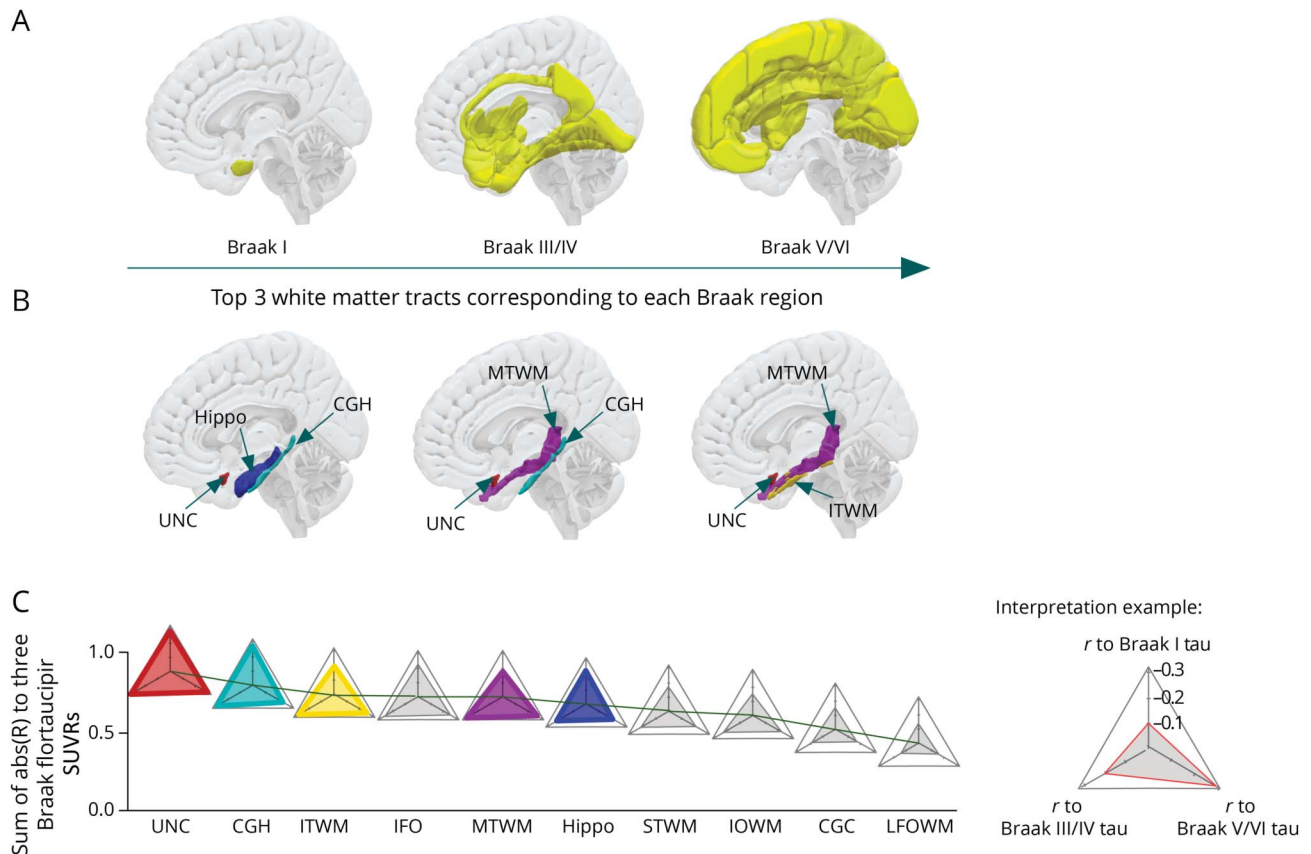 A
Braak I
Braak III/IV
Braak V/VI
Top 3 white matter tracts corresponding to each Braak region
B
Hippo
CGH
UNC
MTWM
CGH
UNC
MTWM
UNC
ITWM
C
Sum of abs(R) to three
Braak flortaucipir
SUVRs
1.0
0.5
0.0
UNC
CGH
ITWM
IFO
MTWM
Hippo
STWM
IOWM
CGC
LFOWM
Interpretation example:
r to Braak I tau
–0.3
–0.2
–0.1
r to
Braak III/IV tau
r to
Braak V/VI tau